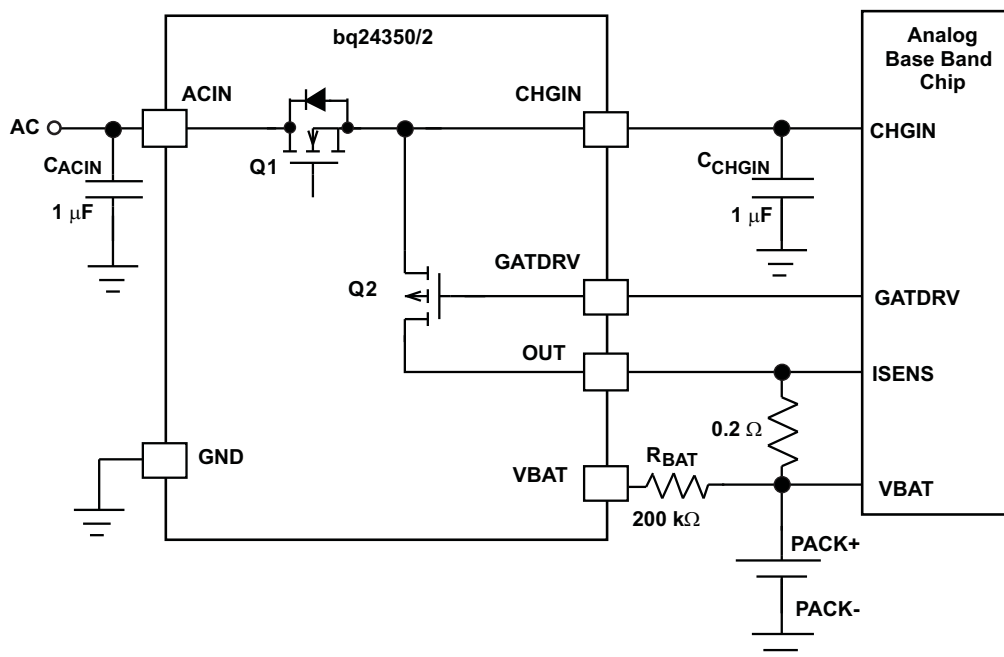 bq24350/2
Analog
Base Band
Chip
ACIN
CHGIN
AC
CHGIN
CACIN
1 μF
Q1
CCHGIN
1 μF
GATDRV
Q2
GATDRV
OUT
ISENS
0.2 Ω
GND
RBAT
VBAT
VBAT
200 kΩ
PACK+
PACK-